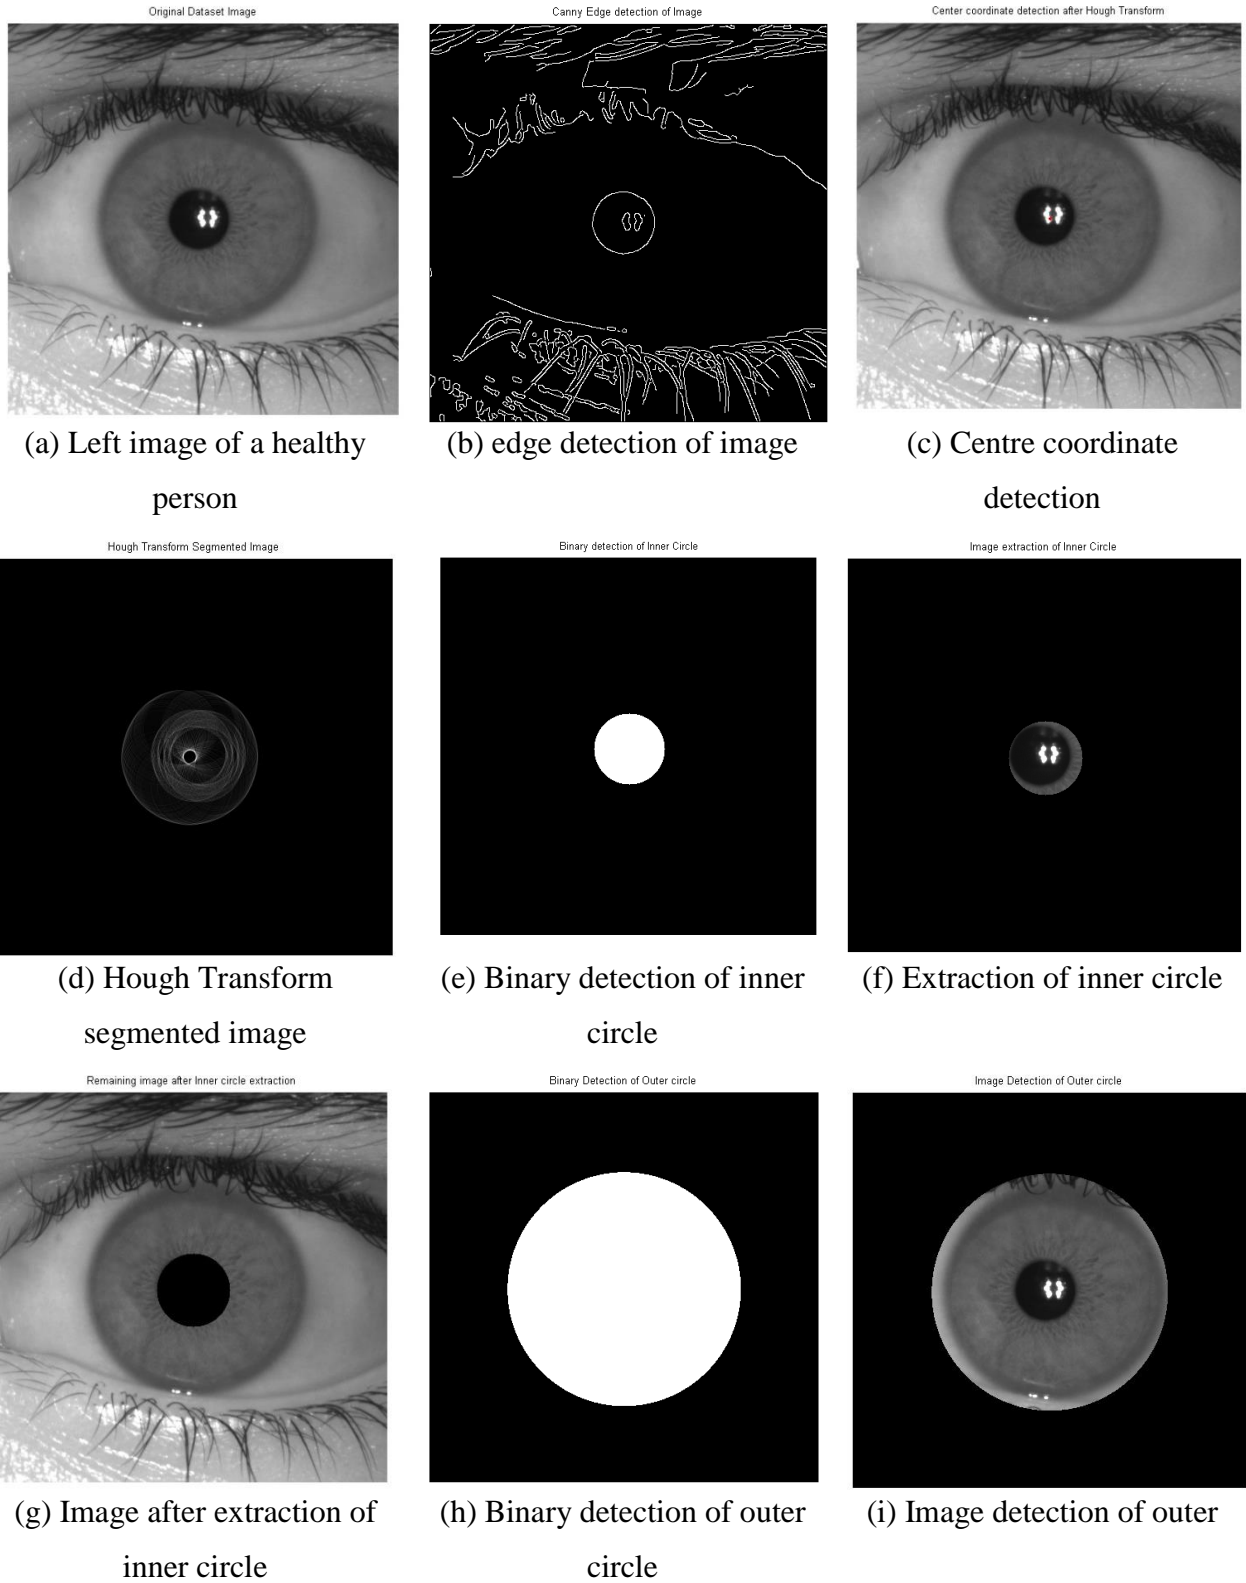 Original Dataset Image
Canny Edge detection of Image
Center coordinate detection after Hough Transform
(a) Left image of a healthy
person
(b) edge detection of image
(c) Centre coordinate
detection
Hough Transform Segmented Image
Binary detection of Inner Circle
Image extraction of Inner Circle
(d) Hough Transform
segmented image
(e) Binary detection of inner
circle
(f) Extraction of inner circle
Remaining image after Inner circle extraction
Binary Detection of Outer circle
Image Detection of Outer circle
(g) Image after extraction of
inner circle
(h) Binary detection of outer
circle
(i) Image detection of outer